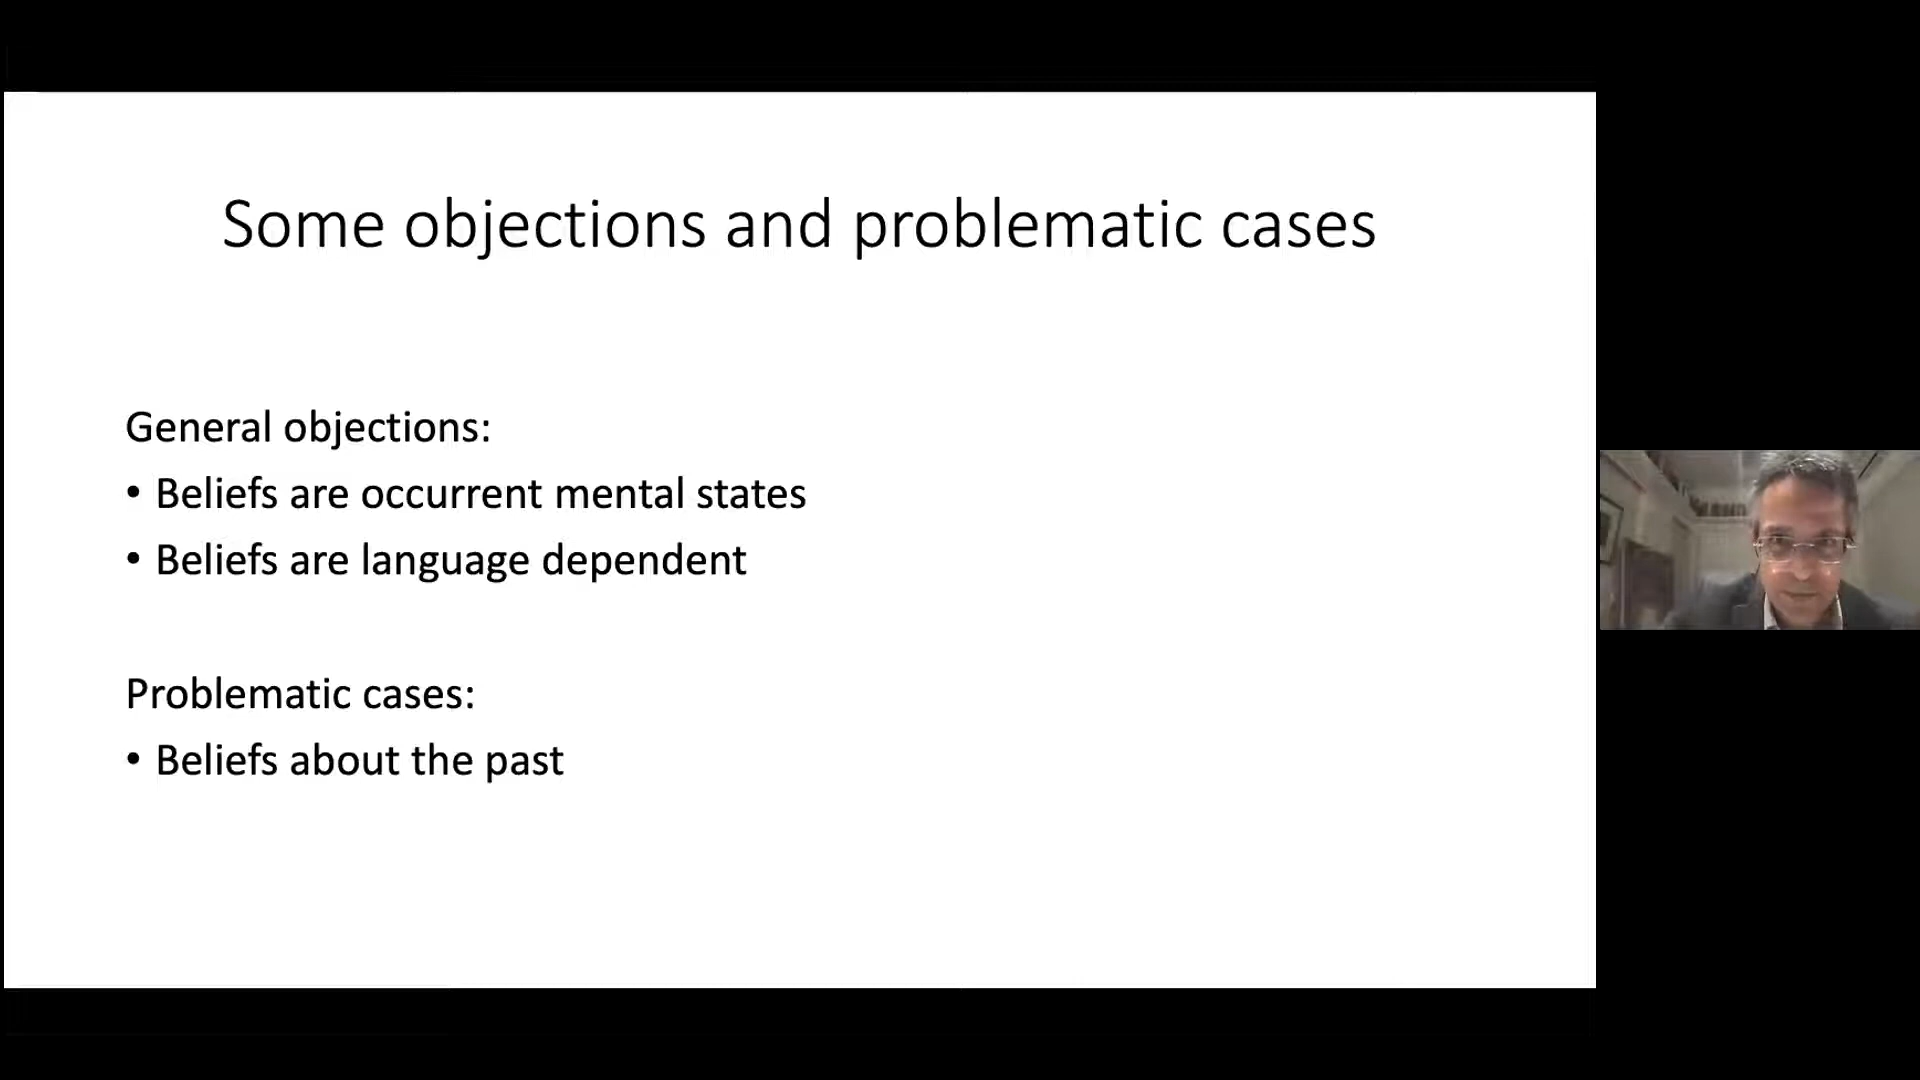 Some objections and problematic cases
General objections:
• Beliefs are occurrent mental states
• Beliefs are language dependent
Problematic cases:
• Beliefs about the past